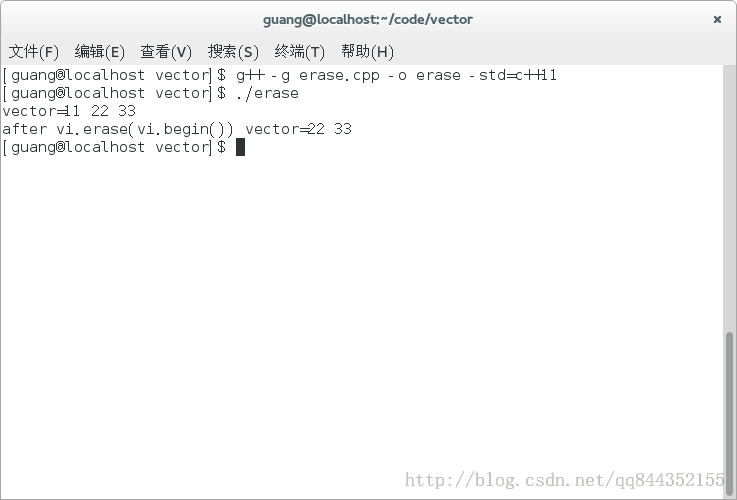 guang@localhost:~/code/vector ×
文件(F) 编辑(E) 查看(V) 搜索(S) 终端(T) 帮助(H)
[guang@localhost vector]$ g++ -g erase.cpp -o erase -std=c++11
[guang@localhost vector]$ ./erase
vector=11 22 33
after vi.erase(vi.begin()) vector=22 33
[guang@localhost vector]$
http://blog.csdn.net/qq844352155